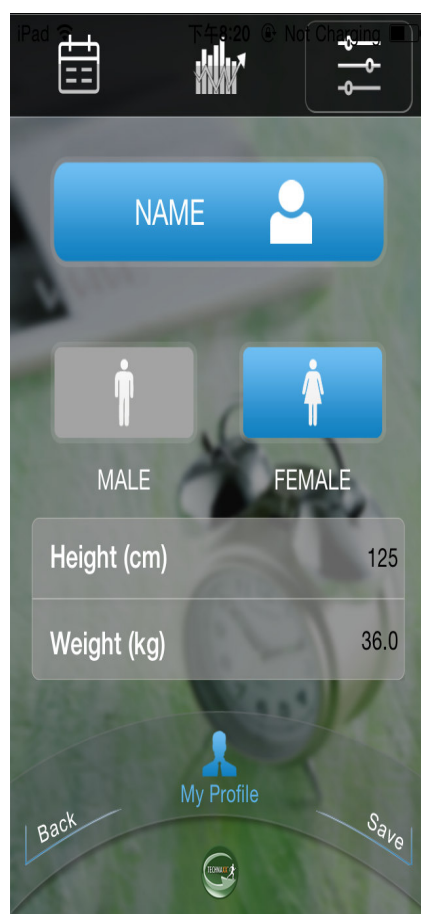 iPad 下午8:20 Not Charging
NAME
MALE FEMALE
Height (cm) 125
Weight (kg) 36.0
My Profile
Back Save
TECHNAXX